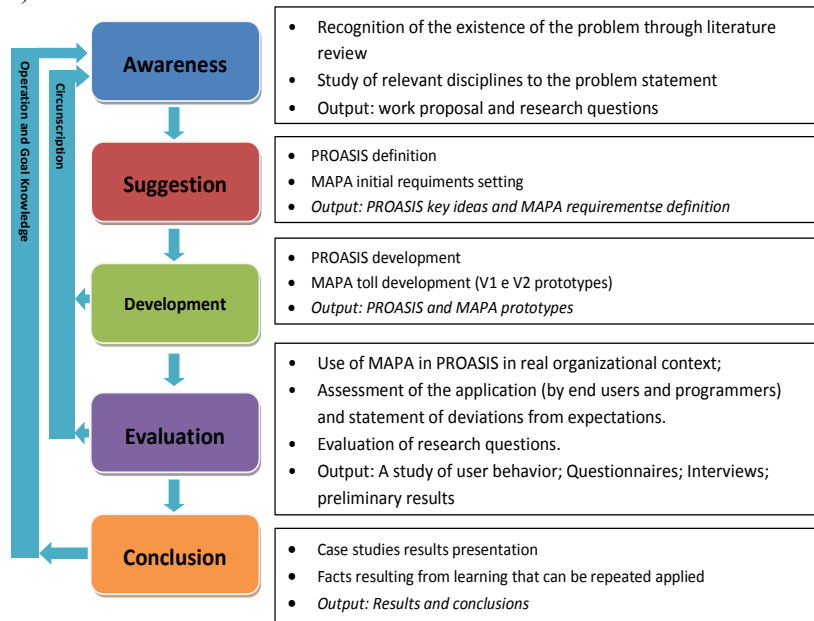 Operation and Goal Knowledge
Circunscription
Awareness
• Recognition of the existence of the problem through literature
review
• Study of relevant disciplines to the problem statement
• Output: work proposal and research questions
Suggestion
• PROASIS definition
• MAPA initial requiments setting
• Output: PROASIS key ideas and MAPA requirementse definition
Development
• PROASIS development
• MAPA toll development (V1 e V2 prototypes)
• Output: PROASIS and MAPA prototypes
Evaluation
• Use of MAPA in PROASIS in real organizational context;
• Assessment of the application (by end users and programmers)
and statement of deviations from expectations.
• Evaluation of research questions.
• Output: A study of user behavior; Questionnaires; Interviews;
preliminary results
Conclusion
• Case studies results presentation
• Facts resulting from learning that can be repeated applied
• Output: Results and conclusions